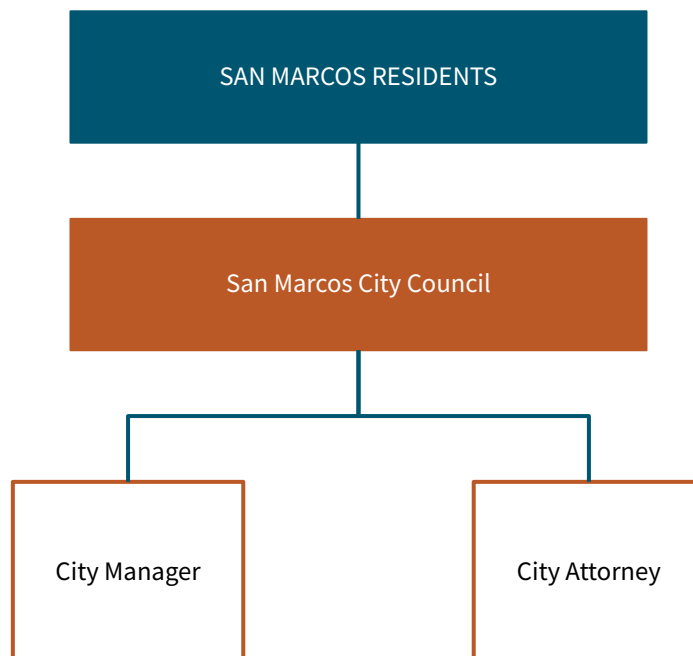 SAN MARCOS RESIDENTS
San Marcos City Council
City Manager
City Attorney